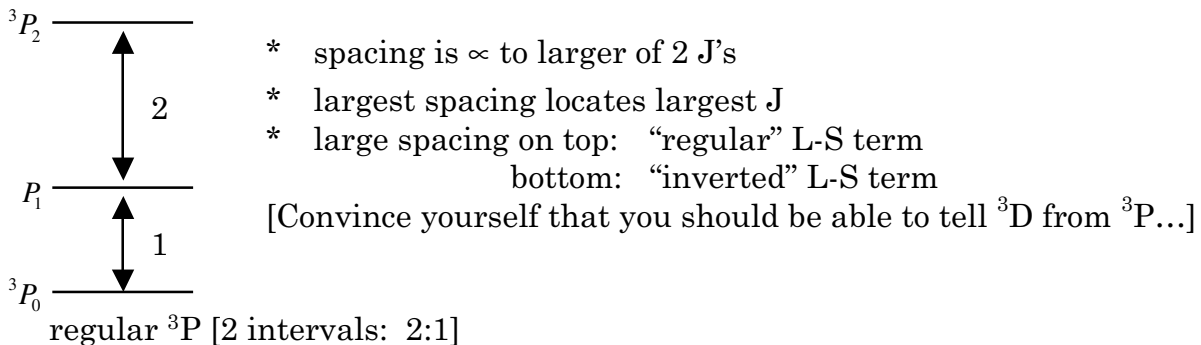 ³P₂
* spacing is ∝ to larger of 2 J’s
* largest spacing locates largest J
2
* large spacing on top: “regular” L-S term
bottom: “inverted” L-S term
P₁
[Convince yourself that you should be able to tell ³D from ³P…]
1
³P₀
regular ³P [2 intervals: 2:1]